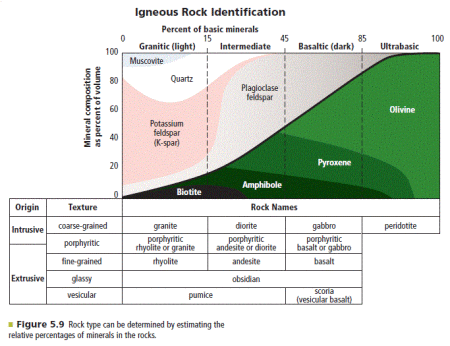 Igneous Rock Identification
Percent of basic minerals
0 15 45 85 100
Granitic (light) Intermediate Basaltic (dark) Ultrabasic
Mineral composition
as percent of volume
100
80
60
40
20
0
Muscovite
Quartz
Potassium
feldspar
(K-spar)
Plagioclase
feldspar
Olivine
Pyroxene
Amphibole
Biotite
Origin Texture Rock Names
Intrusive coarse-grained granite diorite gabbro peridotite
porphyritic porphyritic rhyolite or granite porphyritic andesite or diorite porphyritic basalt or gabbro
Extrusive fine-grained rhyolite andesite basalt
glassy obsidian
vesicular pumice scoria (vesicular basalt)
Figure 5.9 Rock type can be determined by estimating the
relative percentages of minerals in the rocks.